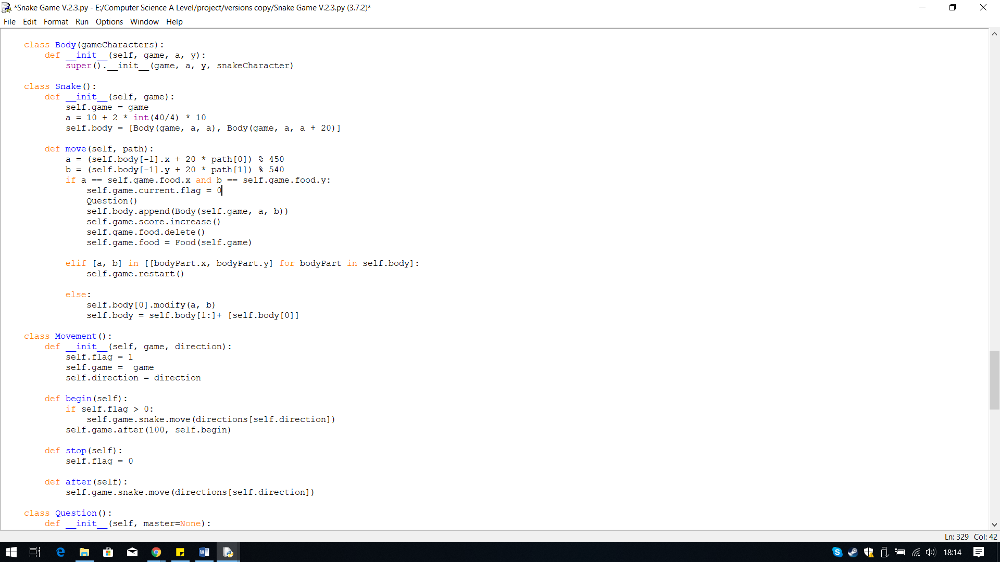 *Snake Game V.2.3.py - E:/Computer Science A Level/project/versions copy/Snake Game V.2.3.py (3.7.2)*
File Edit Format Run Options Window Help
class Body(gameCharacters):
    def __init__(self, game, a, y):
        super().__init__(game, a, y, snakeCharacter)
class Snake():
    def __init__(self, game):
        self.game = game
        a = 10 + 2 * int(40/4) * 10
        self.body = [Body(game, a, a), Body(game, a, a + 20)]
    def move(self, path):
        a = (self.body[-1].x + 20 * path[0]) % 450
        b = (self.body[-1].y + 20 * path[1]) % 540
        if a == self.game.food.x and b == self.game.food.y:
            self.game.current.flag = 0
            Question()
            self.body.append(Body(self.game, a, b))
            self.game.score.increase()
            self.game.food.delete()
            self.game.food = Food(self.game)
        elif [a, b] in [[bodyPart.x, bodyPart.y] for bodyPart in self.body]:
            self.game.restart()
        else:
            self.body[0].modify(a, b)
            self.body = self.body[1:]+ [self.body[0]]
class Movement():
    def __init__(self, game, direction):
        self.flag = 1
        self.game =  game
        self.direction = direction
    def begin(self):
        if self.flag > 0:
            self.game.snake.move(directions[self.direction])
        self.game.after(100, self.begin)
    def stop(self):
        self.flag = 0
    def after(self):
        self.game.snake.move(directions[self.direction])
class Question():
    def __init__(self, master=None):
Ln: 329 Col: 42
18:14